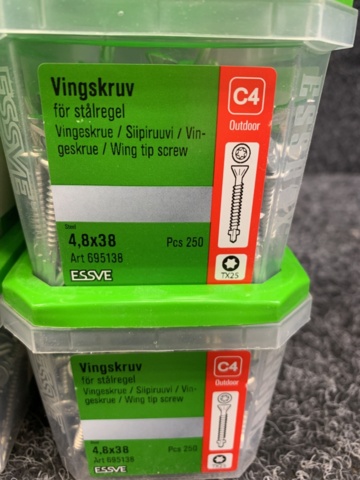 Vingskruv
för stålregel
Vingeskrue / Siipiruuvi / Vin-
geskrue / Wing tip screw
C4
Outdoor
Steel
4,8x38 Pcs 250
Art 695138
ESSVE
TX25
ESSVE
Vingskruv
för stålregel
Vingeskrue / Siipiruuvi / Vin-
geskrue / Wing tip screw
C4
Outdoor
4,8x38 Pcs 250
Art 695138
ESSVE